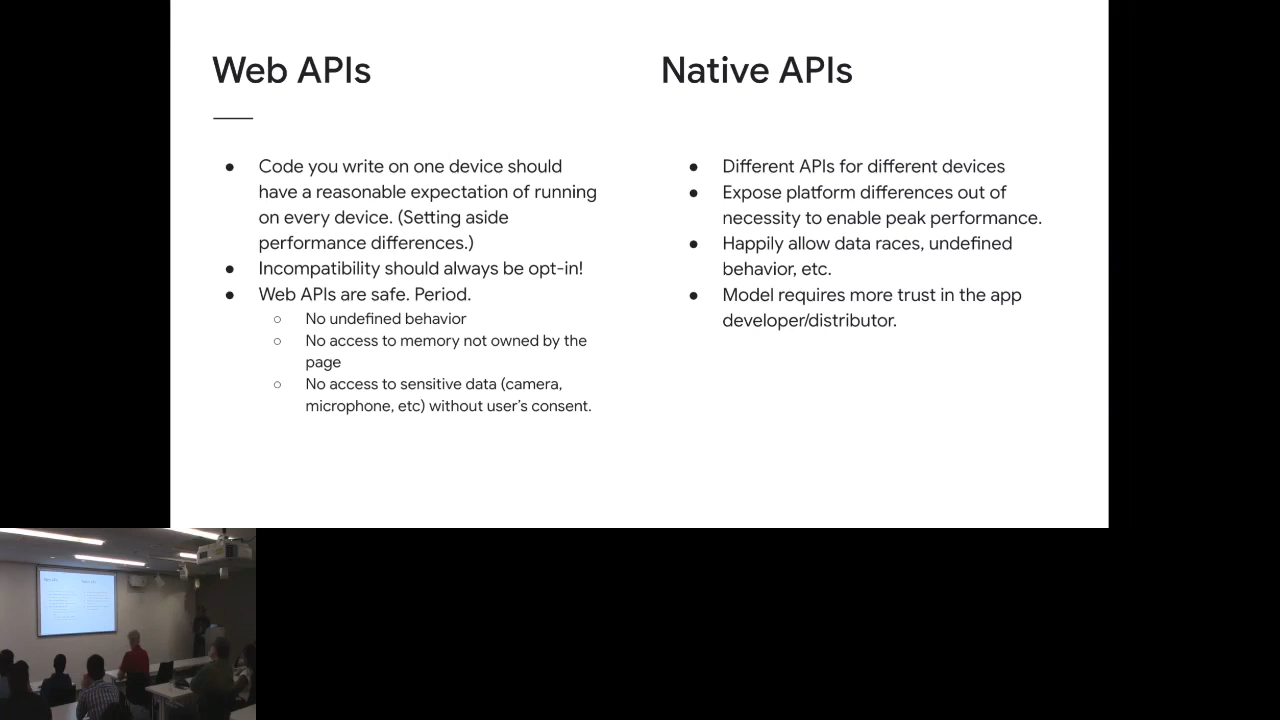 Web APIs
● Code you write on one device should
have a reasonable expectation of running
on every device. (Setting aside
performance differences.)
● Incompatibility should always be opt-in!
● Web APIs are safe. Period.
○ No undefined behavior
○ No access to memory not owned by the
page
○ No access to sensitive data (camera,
microphone, etc) without user’s consent.
Native APIs
● Different APIs for different devices
● Expose platform differences out of
necessity to enable peak performance.
● Happily allow data races, undefined
behavior, etc.
● Model requires more trust in the app
developer/distributor.